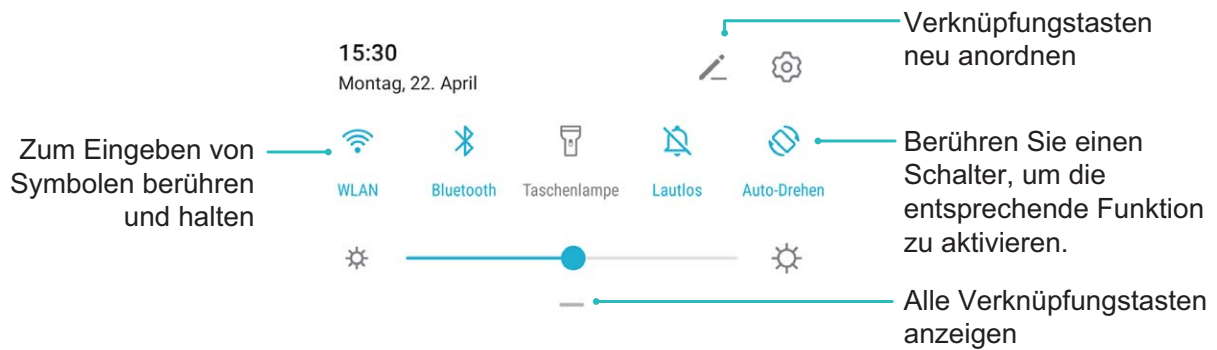 Verknüpfungstasten
neu anordnen
15:30
Montag, 22. April
Zum Eingeben von
Symbolen berühren
und halten
WLAN
Bluetooth
Taschenlampe
Lautlos
Auto-Drehen
Berühren Sie einen
Schalter, um die
entsprechende Funktion
zu aktivieren.
Alle Verknüpfungstasten
anzeigen